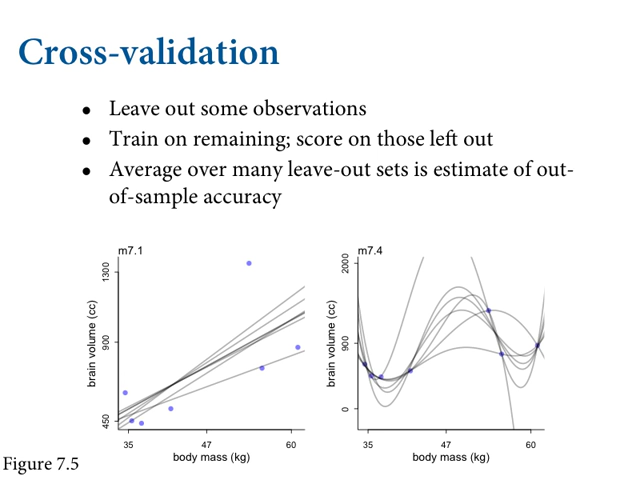 Cross-validation
• Leave out some observations
• Train on remaining; score on those left out
• Average over many leave-out sets is estimate of out-
of-sample accuracy
m7.1
1300
900
450
brain volume (cc)
35 47 60
body mass (kg)
m7.4
2000
900
0
brain volume (cc)
35 47 60
body mass (kg)
Figure 7.5